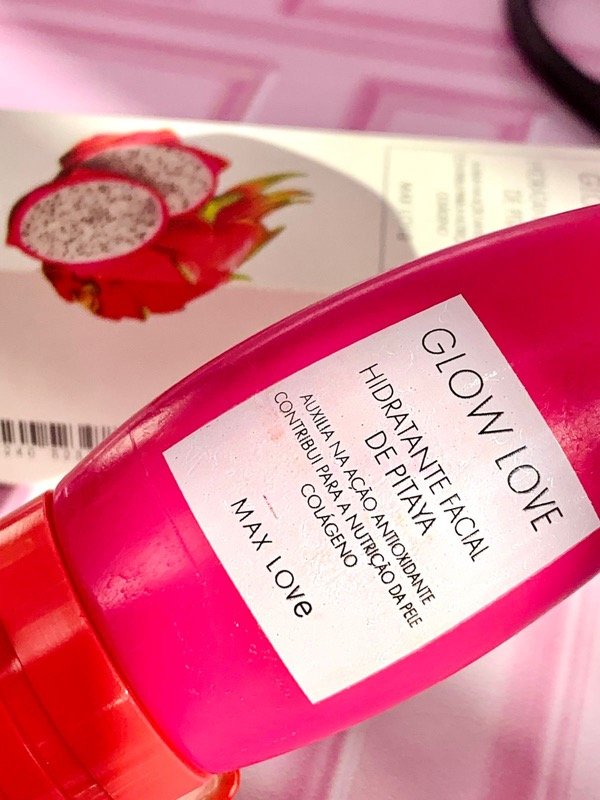 GLOW LOVE
HIDRATANTE FACIAL
DE PITAYA
AUXILIA NA AÇÃO ANTIOXIDANTE
CONTRIBUI PARA A NUTRIÇÃO DA PELE
COLÁGENO
MAX LOVE